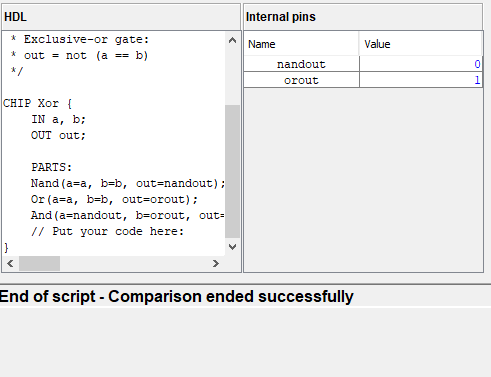 HDL
* Exclusive-or gate:
* out = not (a == b)
*/
CHIP Xor {
IN a, b;
OUT out;
PARTS:
Nand(a=a, b=b, out=nandout);
Or(a=a, b=b, out=orout);
And(a=nandout, b=orout, out=
// Put your code here:
}
Internal pins
Name Value
nandout 0
orout 1
End of script - Comparison ended successfully